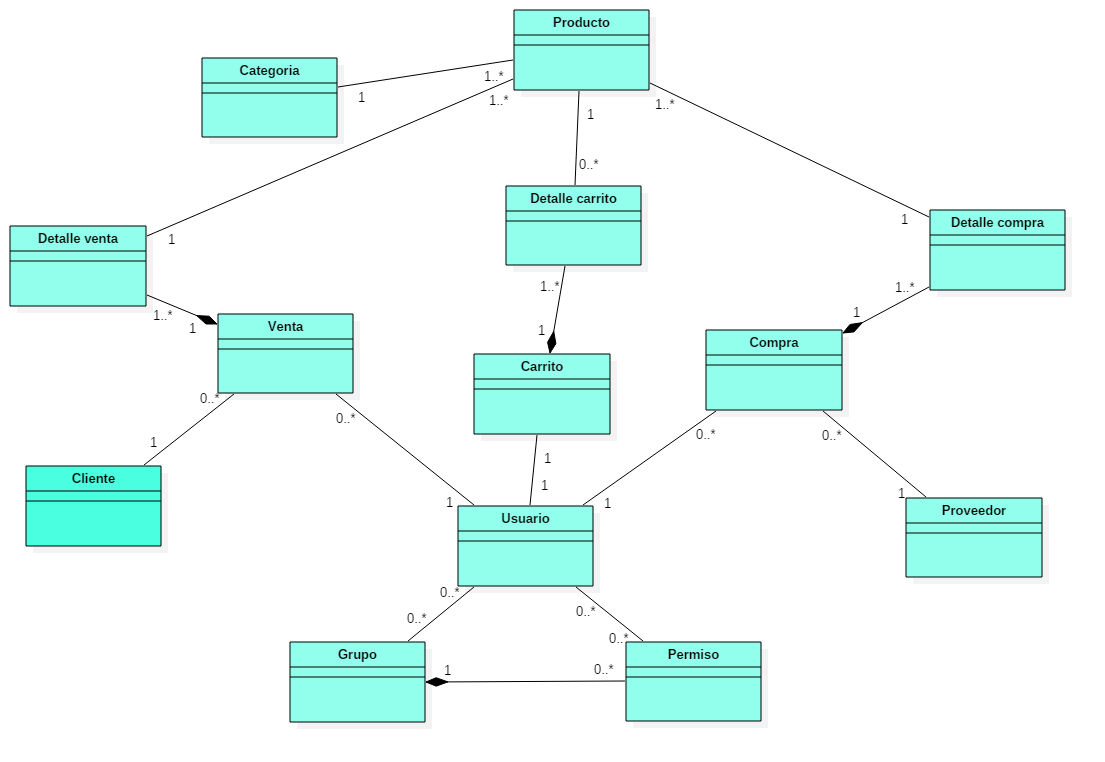 Producto
Categoria
1..*
1
1..*
1
1..*
0..*
Detalle carrito
Detalle venta
1
1
Detalle compra
1..*
1..*
1..*
1
1
1
Venta
Compra
Carrito
0..*
0..*
0..*
0..*
1
1
Cliente
1
1
1
1
Usuario
Proveedor
0..*
0..*
0..*
0..*
Grupo
Permiso
1
0..*